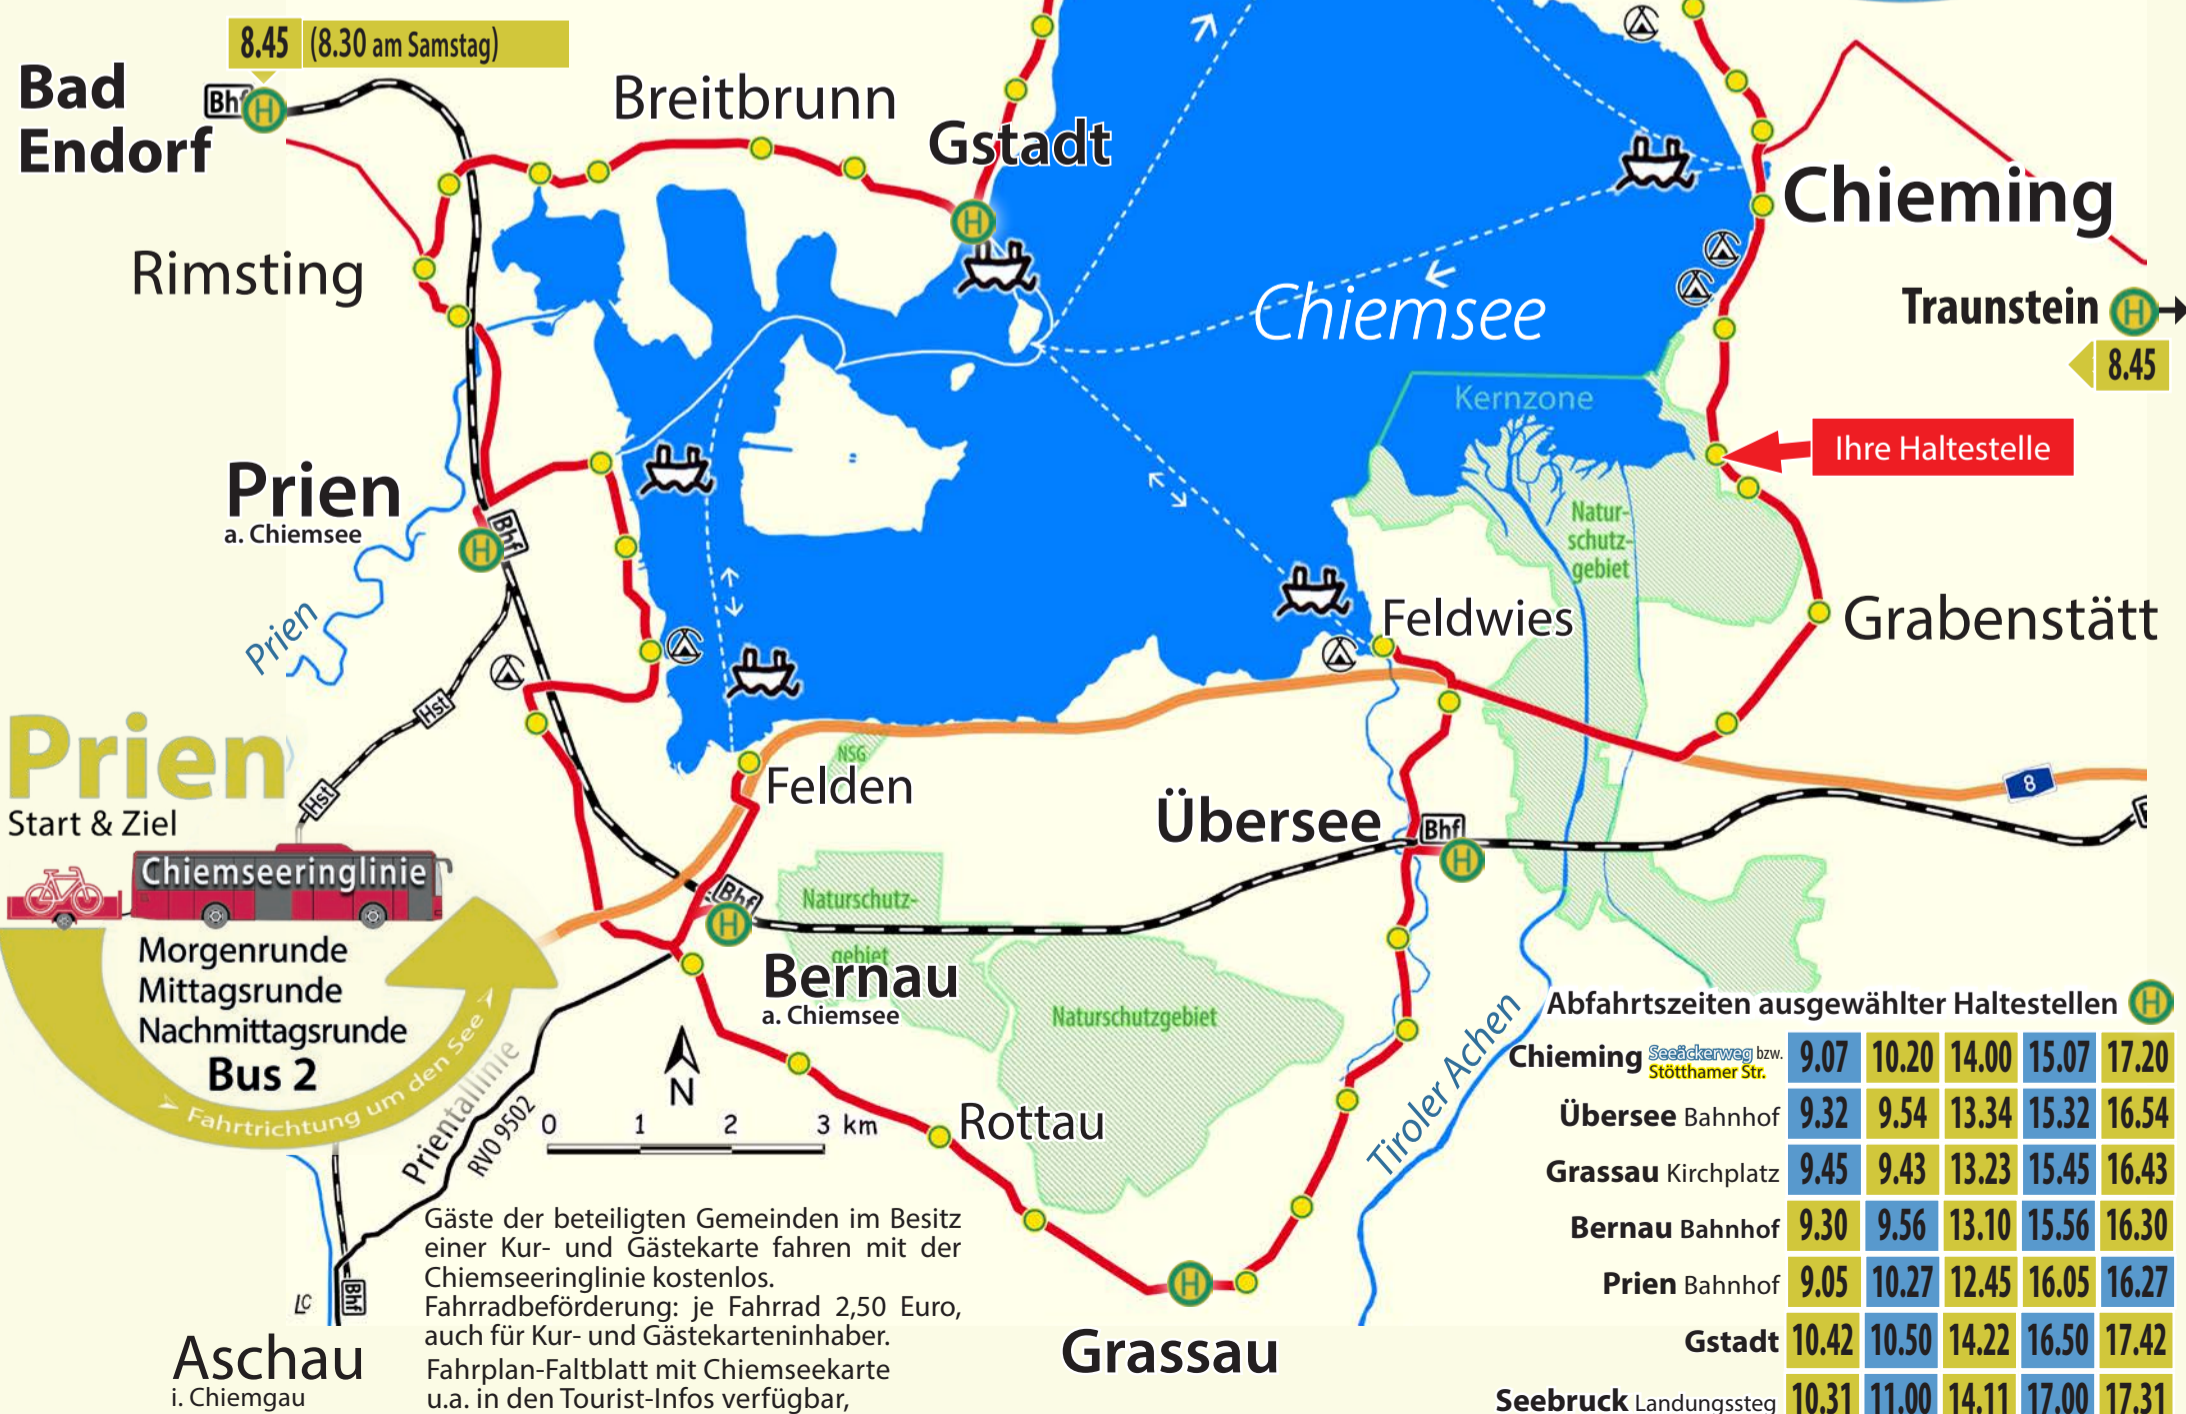 8.45 (8.30 am Samstag)
Bad
Endorf
Bhf
H
Breitbrunn
Gstadt
H
Rimsting
Chieming
Chiemsee
Traunstein H
8.45
Kernzone
Ihre Haltestelle
Prien
a. Chiemsee
Bhf
H
Natur-
schutz-
gebiet
Prien
Feldwies
Grabenstätt
Hst
Prien
Start & Ziel
NSG
Felden
8
Hst
Übersee
Bhf
H
Chiemseeringlinie
Bhf
H
Naturschutz-
gebiet
Morgenrunde
Mittagsrunde
Nachmittagsrunde
Bus 2
Fahrtrichtung um den See
Bernau
a. Chiemsee
Naturschutzgebiet
Prientallinie
RVO 9502
N
0 1 2 3 km
Rottau
Tiroler Achen
Abfahrtszeiten ausgewählter Haltestellen H
Chieming Seeäckerweg bzw. Stötthamer Str. 9.07 10.20 14.00 15.07 17.20
Übersee Bahnhof 9.32 9.54 13.34 15.32 16.54
Grassau Kirchplatz 9.45 9.43 13.23 15.45 16.43
Bernau Bahnhof 9.30 9.56 13.10 15.56 16.30
Prien Bahnhof 9.05 10.27 12.45 16.05 16.27
Gstadt 10.42 10.50 14.22 16.50 17.42
Seebruck Landungssteg 10.31 11.00 14.11 17.00 17.31
Gäste der beteiligten Gemeinden im Besitz
einer Kur- und Gästekarte fahren mit der
Chiemseeringlinie kostenlos.
Fahrradbeförderung: je Fahrrad 2,50 Euro,
auch für Kur- und Gästekarteninhaber.
Fahrplan-Faltblatt mit Chiemseekarte
u.a. in den Tourist-Infos verfügbar,
H
Grassau
LC
Bhf
Aschau
i. Chiemgau